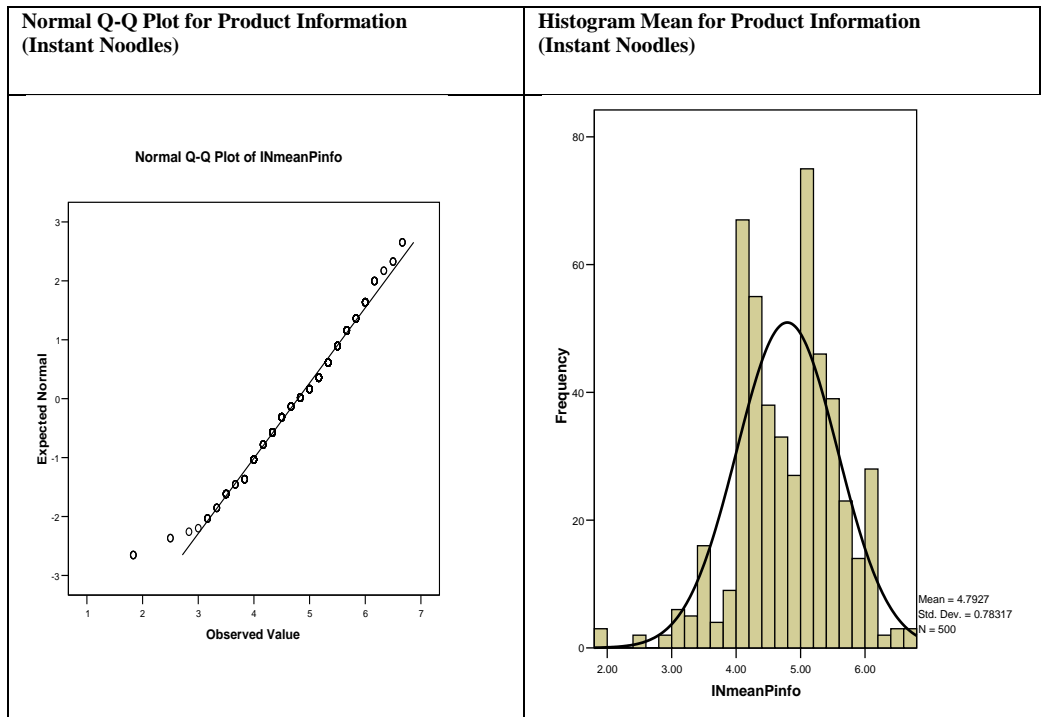 Normal Q-Q Plot for Product Information
(Instant Noodles)
Histogram Mean for Product Information
(Instant Noodles)
Normal Q-Q Plot of INmeanPinfo
Expected Normal
3
2
1
0
-1
-2
-3
1 2 3 4 5 6 7
Observed Value
Frequency
80
60
40
20
0
2.00 3.00 4.00 5.00 6.00
INmeanPinfo
Mean = 4.7927
Std. Dev. = 0.78317
N = 500